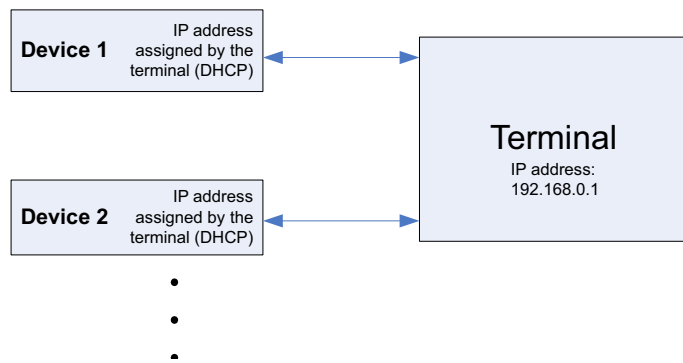 Device 1
IP address
assigned by the
terminal (DHCP)
Terminal
IP address:
192.168.0.1
Device 2
IP address
assigned by the
terminal (DHCP)